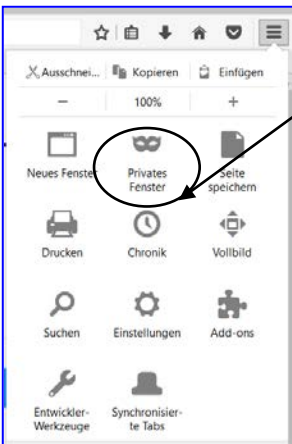 Ausschnei... Kopieren Einfügen
− 100% +
Neues Fenster Privates Fenster Seite speichern
Drucken Chronik Vollbild
Suchen Einstellungen Add-ons
Entwickler-Werkzeuge Synchronisier-te Tabs